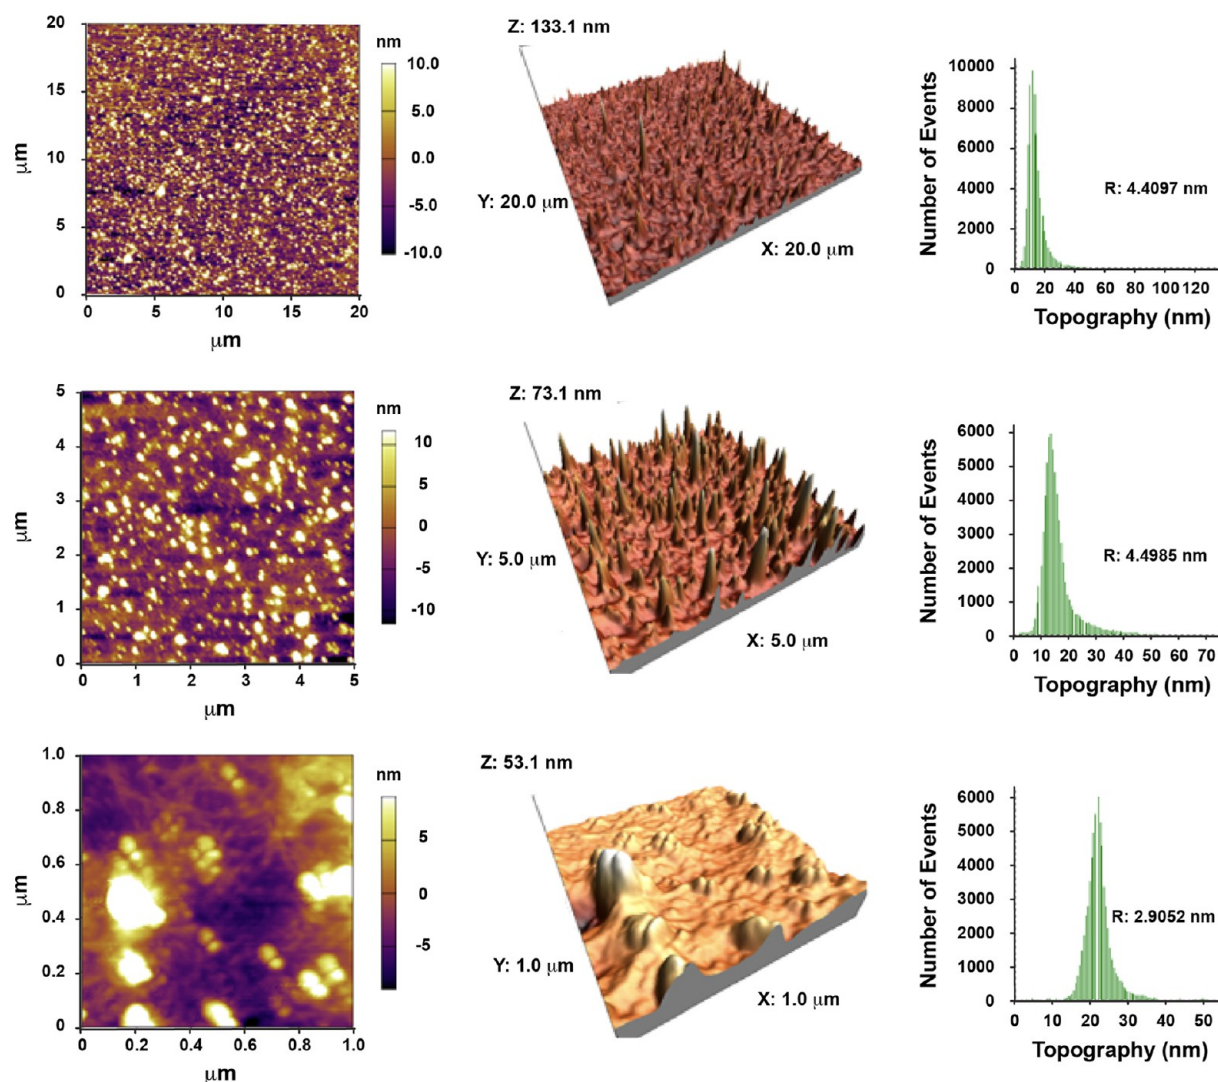 20
15
10
5
0
μm
0 5 10 15 20
μm
nm
10.0
5.0
0.0
-5.0
-10.0
Z: 133.1 nm
Y: 20.0 μm
X: 20.0 μm
Number of Events
10000
8000
6000
4000
2000
0
R: 4.4097 nm
0 20 40 60 80 100 120
Topography (nm)
5
4
3
2
1
0
μm
0 1 2 3 4 5
μm
nm
10
5
0
-5
-10
Z: 73.1 nm
Y: 5.0 μm
X: 5.0 μm
Number of Events
6000
5000
4000
3000
2000
1000
0
R: 4.4985 nm
0 10 20 30 40 50 60 70
Topography (nm)
1.0
0.8
0.6
0.4
0.2
0
μm
0 0.2 0.4 0.6 0.8 1.0
μm
nm
5
0
-5
Z: 53.1 nm
Y: 1.0 μm
X: 1.0 μm
Number of Events
6000
5000
4000
3000
2000
1000
0
R: 2.9052 nm
0 10 20 30 40 50
Topography (nm)